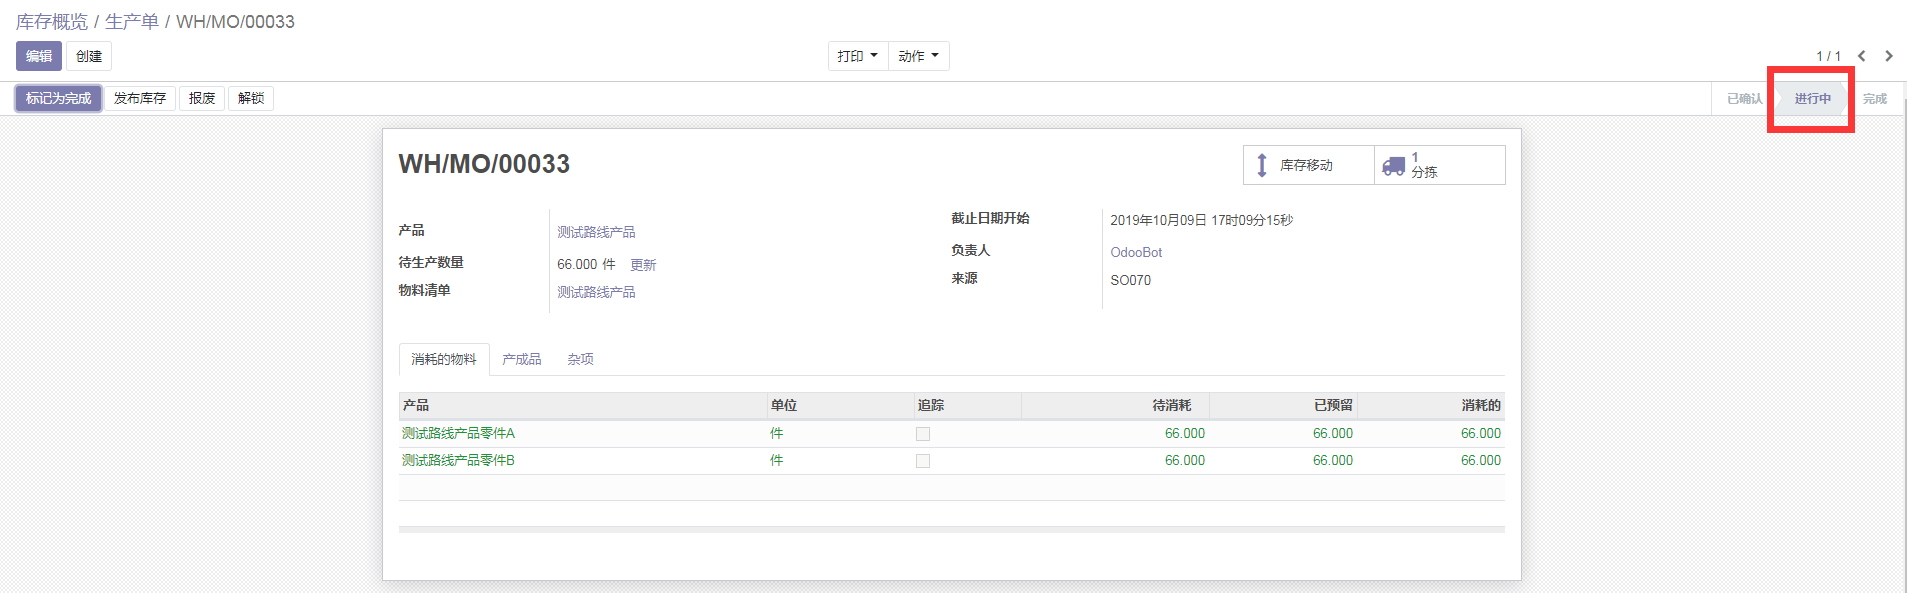 库存概览 / 生产单 / WH/MO/00033
编辑 创建 打印 动作 1 / 1
标记为完成 发布库存 报废 解锁 已确认 进行中 完成
WH/MO/00033
库存移动
1
分拣
产品 测试路线产品
待生产数量 66.000 件 更新
物料清单 测试路线产品
截止日期开始 2019年10月09日 17时09分15秒
负责人 OdooBot
来源 SO070
消耗的物料 产成品 杂项
产品 单位 追踪 待消耗 已预留 消耗的
测试路线产品零件A 件 66.000 66.000 66.000
测试路线产品零件B 件 66.000 66.000 66.000